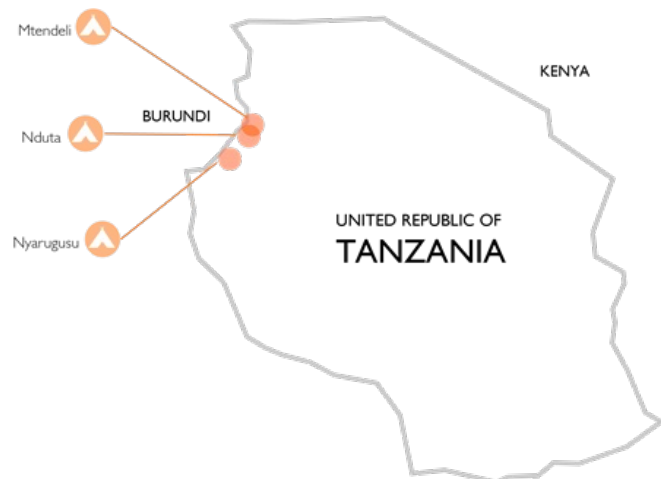 Mtendeli
KENYA
BURUNDI
Nduta
UNITED REPUBLIC OF
TANZANIA
Nyarugusu